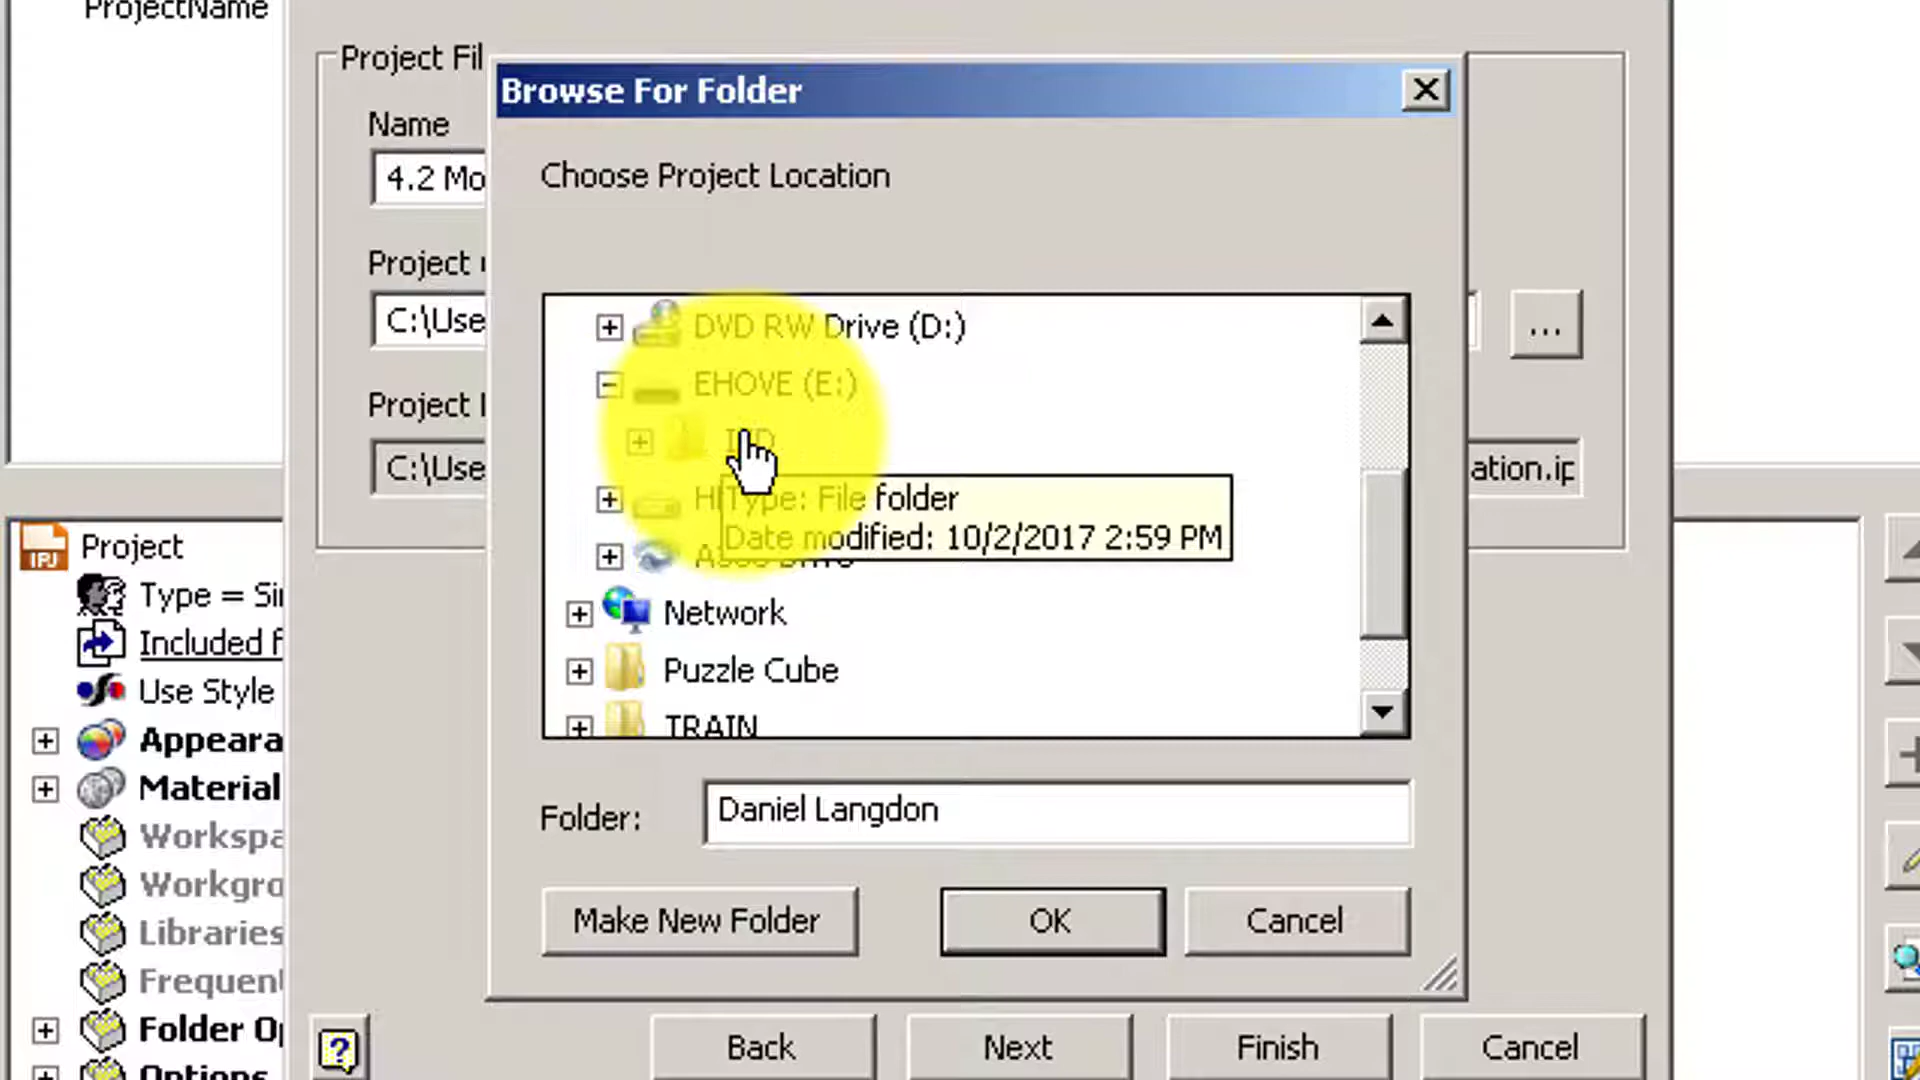 ProjectName
Project Fil
Browse For Folder
Name
4.2 Mo
Choose Project Location
Project
C:\Use
...
DVD RW Drive (D:)
EHOVE (E:)
Project
C:\Use
ation.ip
Type: File folder
Date modified: 10/2/2017 2:59 PM
Network
Puzzle Cube
TRAIN
Folder:
Daniel Langdon
Make New Folder
OK
Cancel
IPJ
Project
Type = Si
Included f
Use Style
Appeara
Material
Workspa
Workgro
Libraries
Frequent
Folder Op
Options
Back
Next
Finish
Cancel